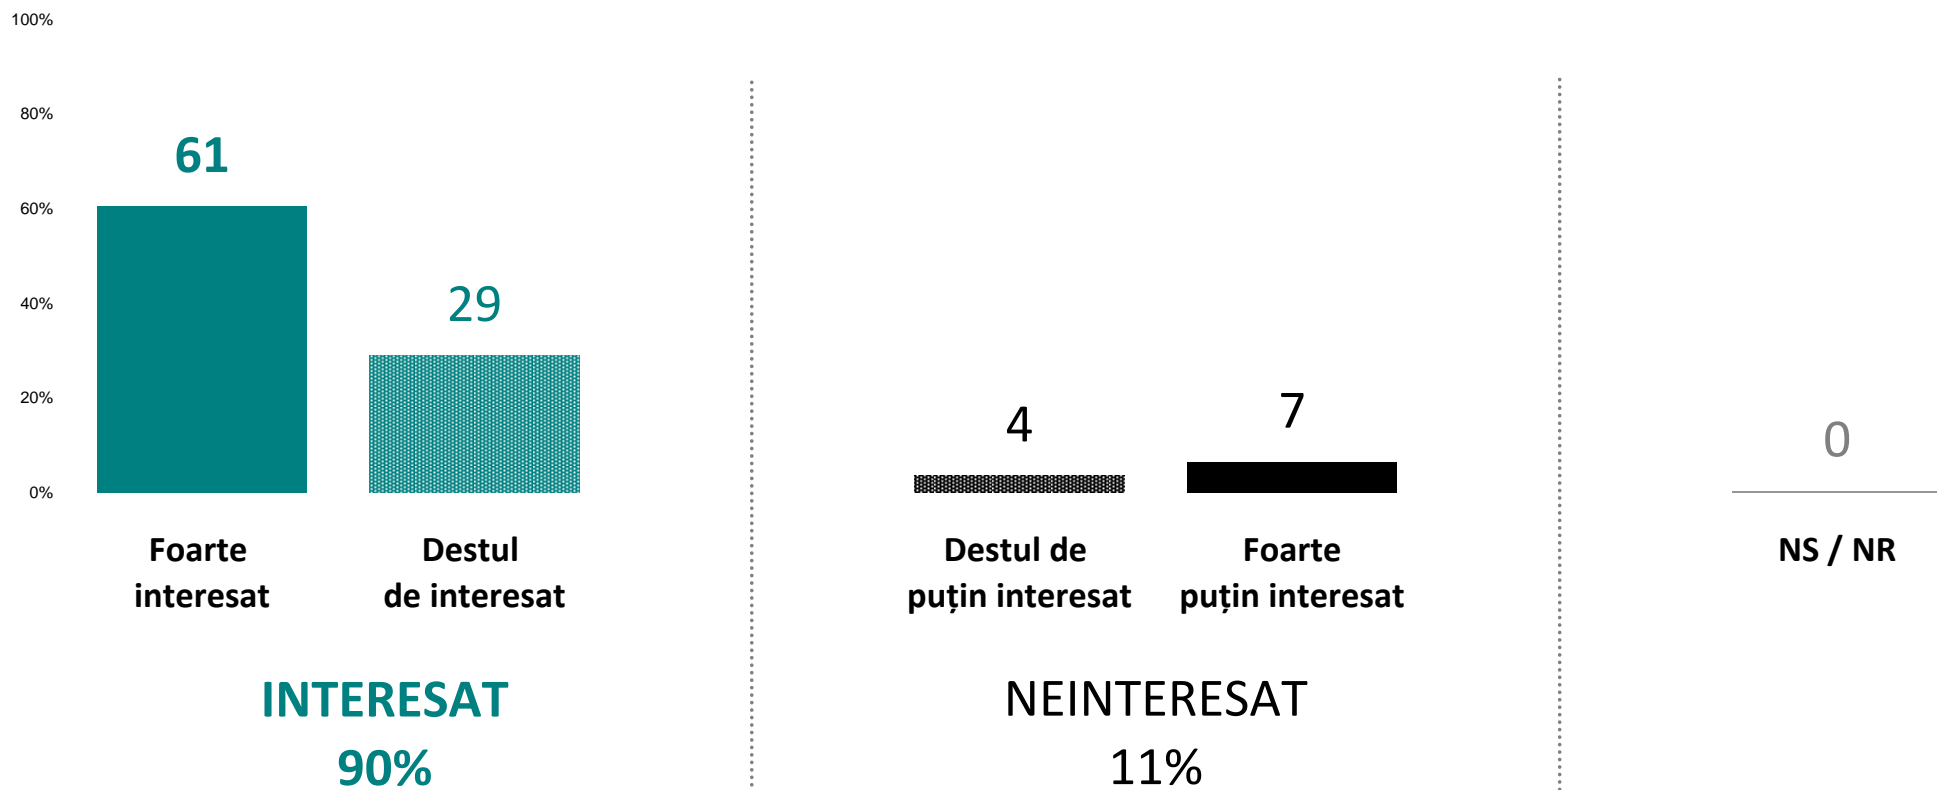 100%
80%
60%
40%
20%
0%
61
29
4
7
0
Foarte
interesat
Destul
de interesat
Destul de
puțin interesat
Foarte
puțin interesat
NS / NR
INTERESAT
90%
NEINTERESAT
11%